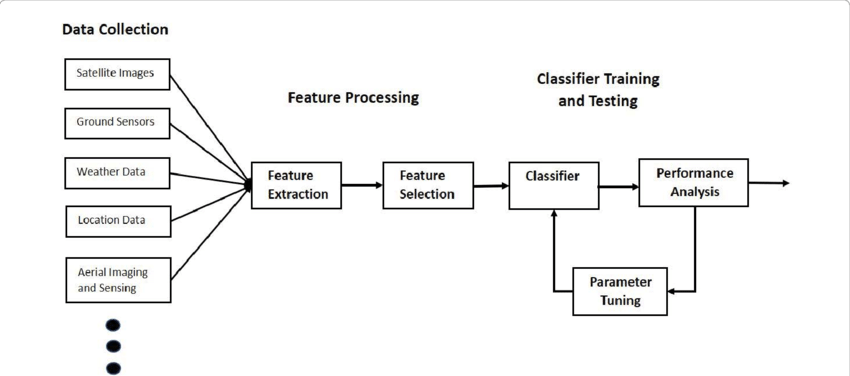 Data Collection
Satellite Images
Ground Sensors
Weather Data
Location Data
Aerial Imaging
and Sensing
Feature Processing
Feature
Extraction
Feature
Selection
Classifier Training
and Testing
Classifier
Performance
Analysis
Parameter
Tuning